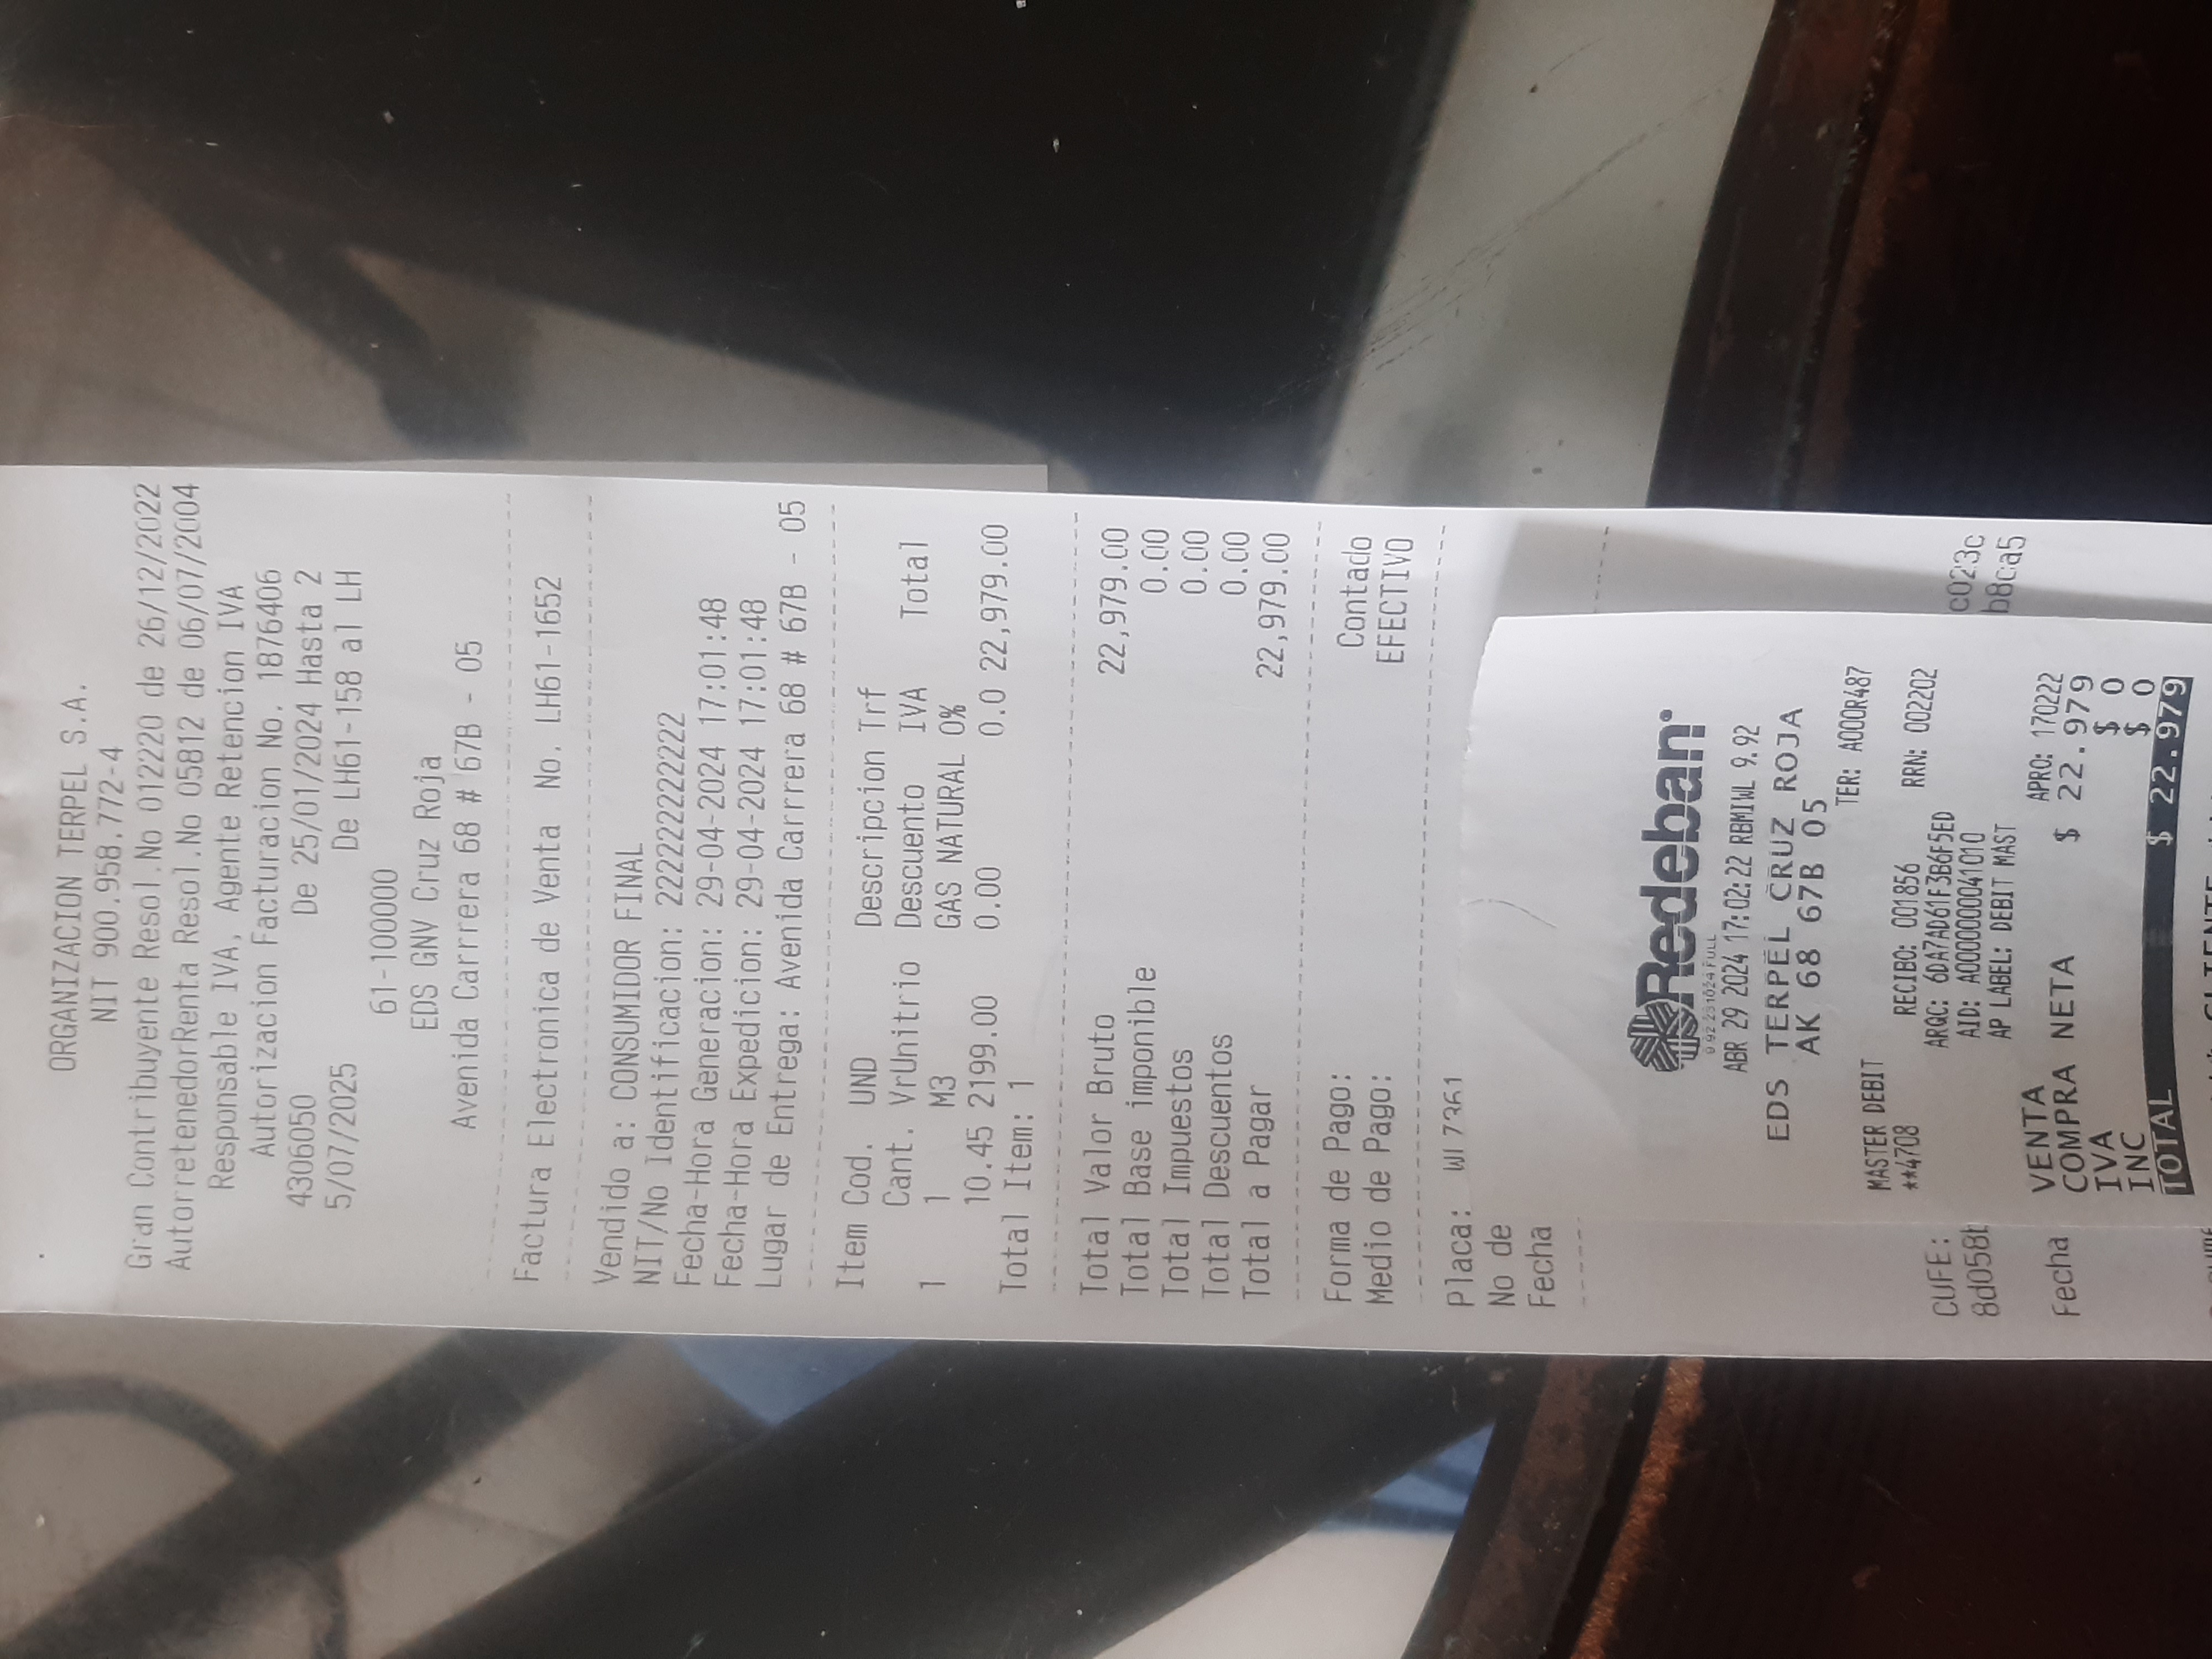 ORGANIZACION TERPEL S.A.
NIT 900.958.772-4
Gran Contribuyente Resol.No 012220 de 26/12/2022
AutorretenedorRenta Resol.No 05812 de 06/07/2004
Responsable IVA, Agente Retencion IVA
Autorizacion Facturacion No. 1876406
4306050 De 25/01/2024 Hasta 2
5/07/2025 De LH61-158 al LH
61-100000
EDS GNV Cruz Roja
Avenida Carrrera 68 # 67B - 05
Factura Electronica de Venta No. LH61-1652
Vendido a: CONSUMIDOR FINAL
NIT/No Identificacion: 222222222222
Fecha-Hora Generacion: 29-04-2024 17:01:48
Fecha-Hora Expedicion: 29-04-2024 17:01:48
Lugar de Entrega: Avenida Carrrera 68 # 67B - 05
Item Cod. UND Descripcion Trf
Cant. VrUnitrio Descuento IVA Total
1 1 M3 GAS NATURAL 0%
10.45 2199.00 0.00 0.0 22,979.00
Total Item: 1
Total Valor Bruto 22,979.00
Total Base imponible 0.00
Total Impuestos 0.00
Total Descuentos 0.00
Total a Pagar 22,979.00
Forma de Pago: Contado
Medio de Pago: EFECTIVO
Placa: WI 7361
No de
Fecha
Redeban
ABR 29 2024 17:02:22 RBMIWL 9.92
EDS TERPEL CRUZ ROJA
AK 68 67B 05
TER: A000R487
MASTER DEBIT
**4708
RECIBO: 001856 RRN: 002202
ARQC: 6DA7AD61F3B6F5ED
AID: A0000000041010
AP LABEL: DEBIT MAST
APRO: 170222
VENTA
COMPRA NETA $ 22.979
IVA $ 0
INC $ 0
TOTAL $ 22.979
CUFE: c023c
8d058b b8ca5
Fecha
CLIENTE